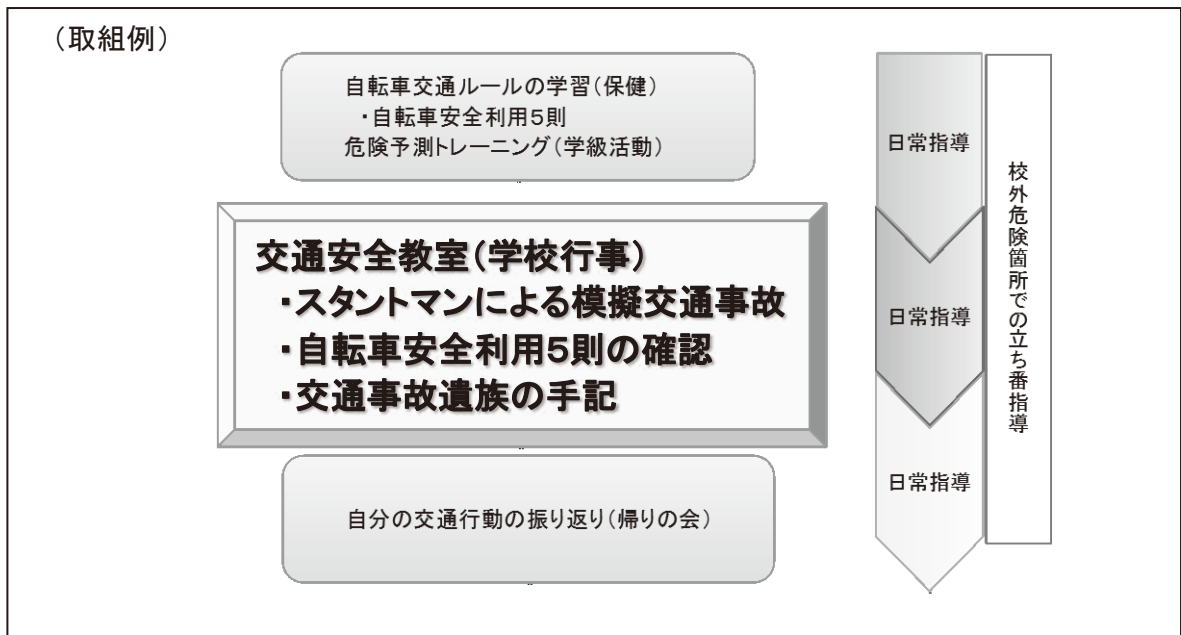 （取組例）
自転車交通ルールの学習（保健）
・自転車安全利用５則
危険予測トレーニング（学級活動）
交通安全教室（学校行事）
・スタントマンによる模擬交通事故
・自転車安全利用５則の確認
・交通事故遺族の手記
自分の交通行動の振り返り（帰りの会）
日常指導
日常指導
日常指導
校外危険箇所での立ち番指導